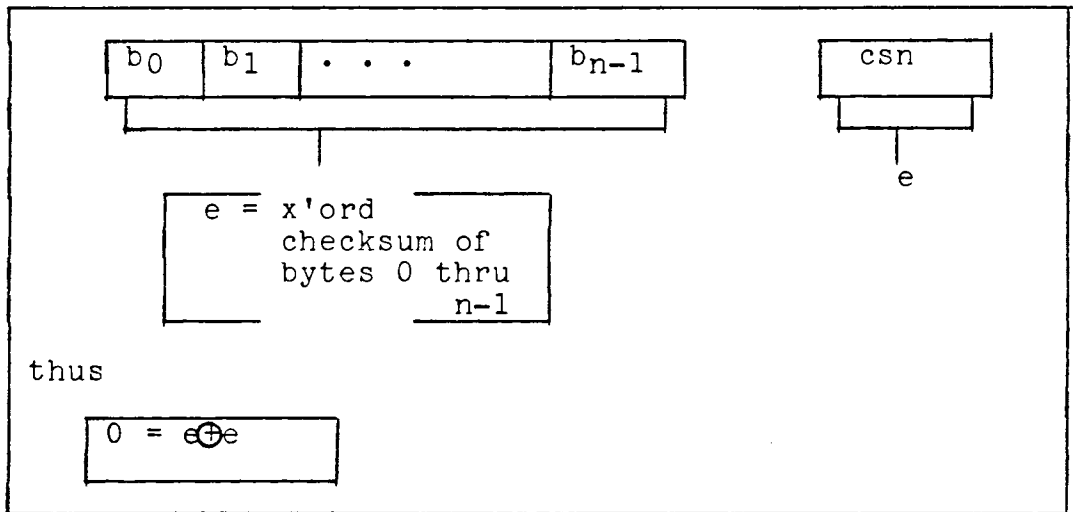 b0 b1 . . . bn-1 csn
e
e = x'ord
checksum of
bytes 0 thru
n-1
thus
0 = e⊕e